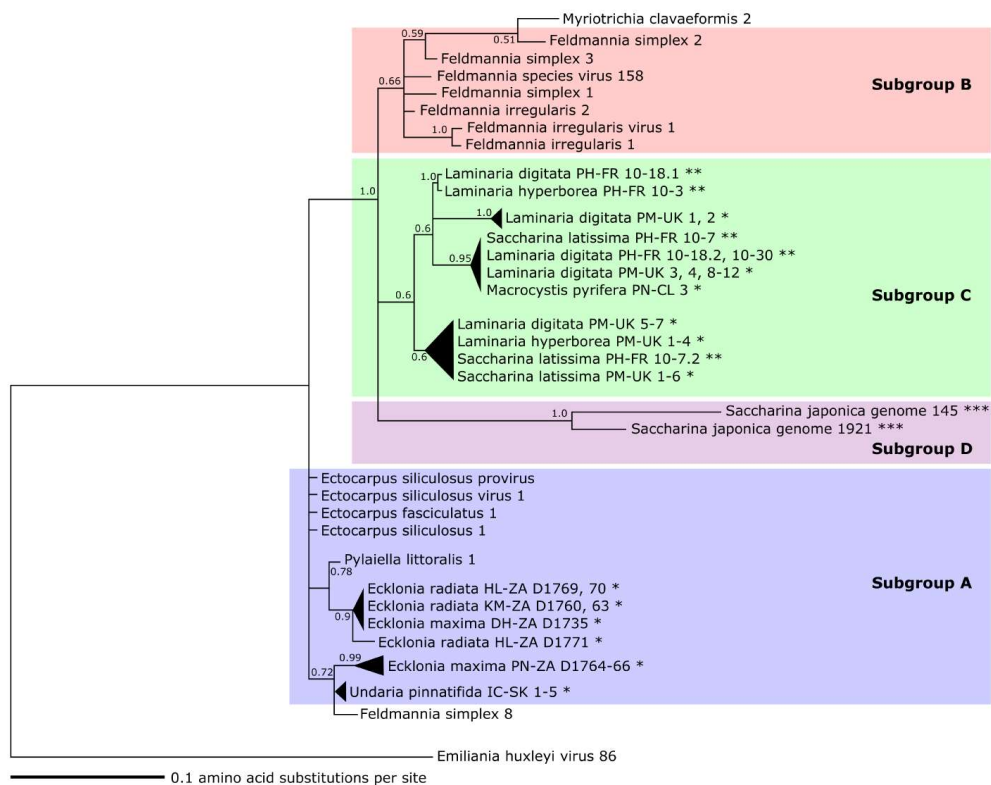 Myriotrichia clavaeformis 2
0.59
0.51
Feldmannia simplex 2
Feldmannia simplex 3
0.66
Feldmannia species virus 158
Subgroup B
Feldmannia simplex 1
Feldmannia irregularis 2
1.0
Feldmannia irregularis virus 1
Feldmannia irregularis 1
1.0
Laminaria digitata PH-FR 10-18.1 **
Laminaria hyperborea PH-FR 10-3 **
1.0
1.0
Laminaria digitata PM-UK 1, 2 *
0.6
Saccharina latissima PH-FR 10-7 **
0.95
Laminaria digitata PH-FR 10-18.2, 10-30 **
Laminaria digitata PM-UK 3, 4, 8-12 *
Macrocystis pyrifera PN-CL 3 *
Subgroup C
0.6
Laminaria digitata PM-UK 5-7 *
Laminaria hyperborea PM-UK 1-4 *
0.6
Saccharina latissima PH-FR 10-7.2 **
Saccharina latissima PM-UK 1-6 *
1.0
Saccharina japonica genome 145 ***
Saccharina japonica genome 1921 ***
Subgroup D
Ectocarpus siliculosus provirus
Ectocarpus siliculosus virus 1
Ectocarpus fasciculatus 1
Ectocarpus siliculosus 1
Pylaiella littoralis 1
0.78
Subgroup A
Ecklonia radiata HL-ZA D1769, 70 *
Ecklonia radiata KM-ZA D1760, 63 *
0.9
Ecklonia maxima DH-ZA D1735 *
Ecklonia radiata HL-ZA D1771 *
0.99
Ecklonia maxima PN-ZA D1764-66 *
0.72
Undaria pinnatifida IC-SK 1-5 *
Feldmannia simplex 8
Emiliania huxleyi virus 86
0.1 amino acid substitutions per site